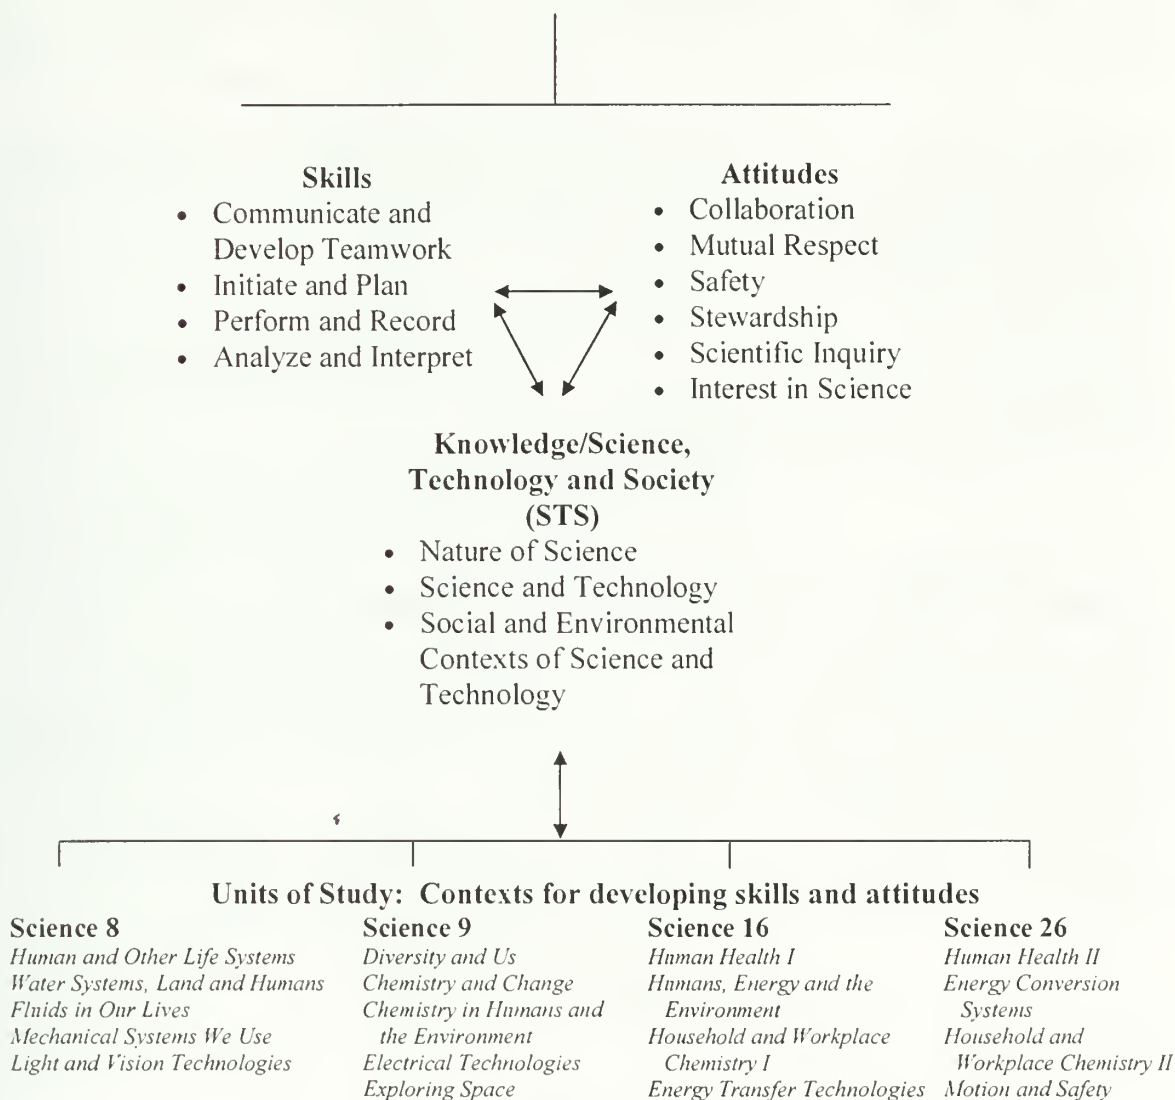 Skills
• Communicate and
Develop Teamwork
• Initiate and Plan
• Perform and Record
• Analyze and Interpret
Attitudes
• Collaboration
• Mutual Respect
• Safety
• Stewardship
• Scientific Inquiry
• Interest in Science
Knowledge/Science,
Technology and Society
(STS)
• Nature of Science
• Science and Technology
• Social and Environmental
Contexts of Science and
Technology
Units of Study: Contexts for developing skills and attitudes
Science 8
Human and Other Life Systems
Water Systems, Land and Humans
Fluids in Our Lives
Mechanical Systems We Use
Light and Vision Technologies
Science 9
Diversity and Us
Chemistry and Change
Chemistry in Humans and
the Environment
Electrical Technologies
Exploring Space
Science 16
Human Health I
Humans, Energy and the
Environment
Household and Workplace
Chemistry I
Energy Transfer Technologies
Science 26
Human Health II
Energy Conversion
Systems
Household and
Workplace Chemistry II
Motion and Safety